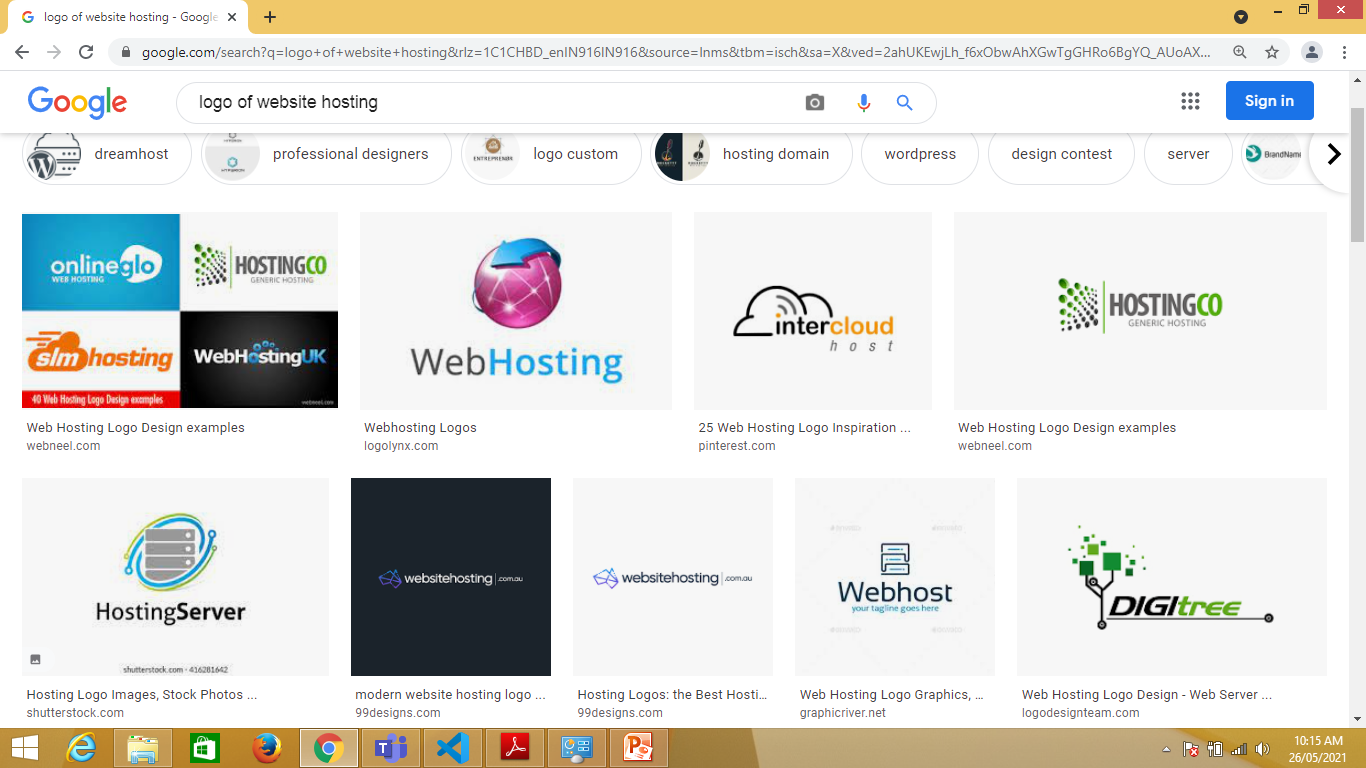 logo of website hosting - Google
google.com/search?q=logo+of+website+hosting&rlz=1C1CHBD_enIN916IN916&source=lnms&tbm=isch&sa=X&ved=2ahUKEwjLh_f6xObwAhXGwTgGHRo6BgYQ_AUoAX...
Google
logo of website hosting
Sign in
dreamhost
professional designers
ENTREPRENDA
logo custom
hosting domain
wordpress
design contest
server
BrandName
onlineglo
WEB HOSTING
HOSTINGCO
GENERIC HOSTING
slmhosting
WebHostingUK
40 Web Hosting Logo Design examples
webneel.com
WebHosting
intercloud
host
HOSTINGCO
GENERIC HOSTING
Web Hosting Logo Design examples
webneel.com
Webhosting Logos
logolynx.com
25 Web Hosting Logo Inspiration ...
pinterest.com
Web Hosting Logo Design examples
webneel.com
HostingServer
shutterstock.com - 416281642
websitehosting|.com.au
websitehosting|.com.au
Webhost
your tagline goes here
DIGItree
Hosting Logo Images, Stock Photos ...
shutterstock.com
modern website hosting logo ...
99designs.com
Hosting Logos: the Best Hosti...
99designs.com
Web Hosting Logo Graphics, ...
graphicriver.net
Web Hosting Logo Design - Web Server ...
logodesignteam.com
10:15 AM
26/05/2021